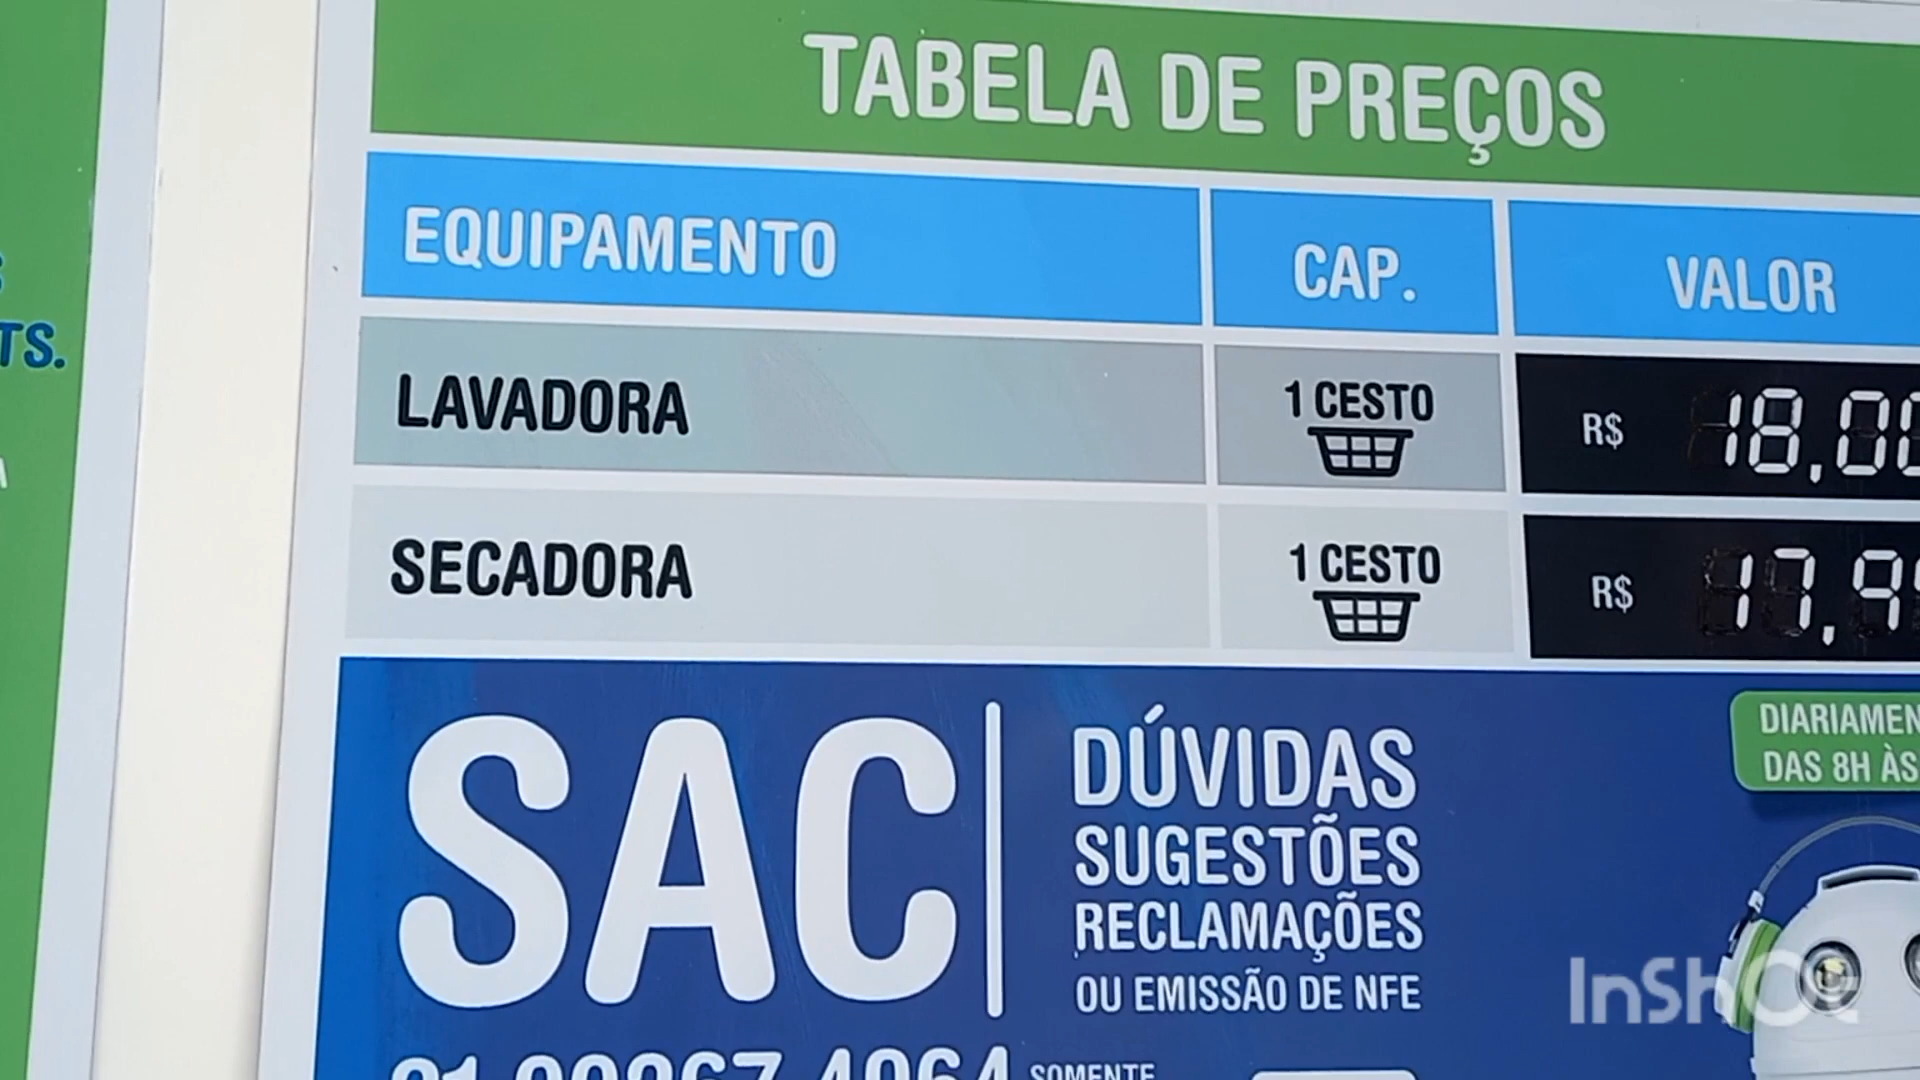 TS.
TABELA DE PREÇOS
EQUIPAMENTO CAP. VALOR
LAVADORA 1 CESTO R$ 18,00
SECADORA 1 CESTO R$ 17,9
SAC
DÚVIDAS
SUGESTÕES
RECLAMAÇÕES
OU EMISSÃO DE NFE
DIARIAMEN
DAS 8H ÀS
SOMENTE
InShOt